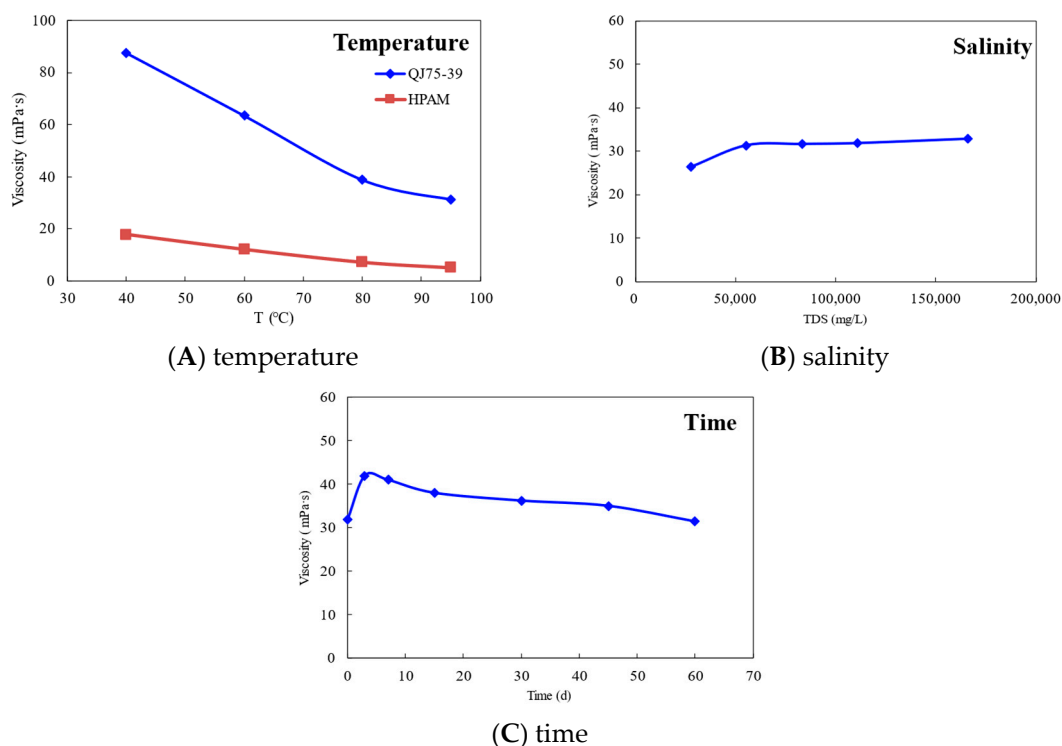 Temperature
QJ75-39
HPAM
Viscosity (mPa·s)
100
80
60
40
20
0
30 40 50 60 70 80 90 100
T (℃)
(A) temperature
Salinity
Viscosity ( mPa·s)
60
50
40
30
20
10
0
0 50,000 100,000 150,000 200,000
TDS (mg/L)
(B) salinity
Time
Viscosity ( mPa·s)
60
50
40
30
20
10
0
0 10 20 30 40 50 60 70
Time (d)
(C) time